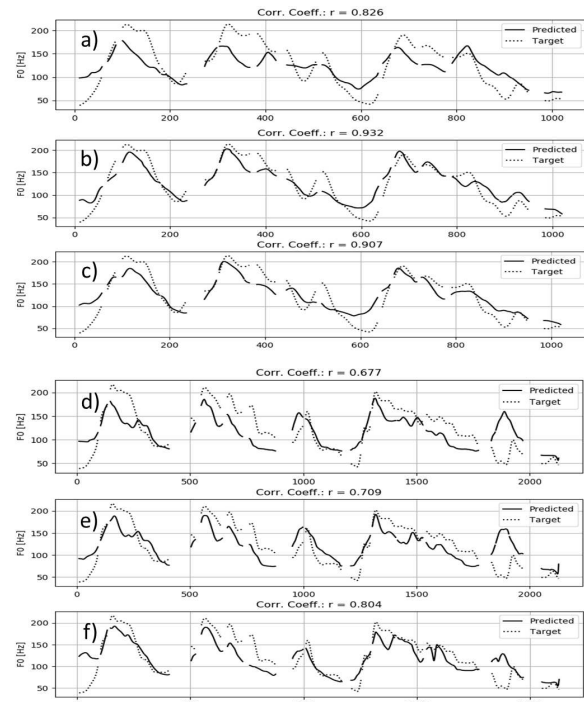 Corr. Coeff.: r = 0.826
a)
Predicted
Target
F0 [Hz]
200
150
100
50
0 200 400 600 800 1000
Corr. Coeff.: r = 0.932
b)
Predicted
Target
F0 [Hz]
200
150
100
50
0 200 400 600 800 1000
Corr. Coeff.: r = 0.907
c)
Predicted
Target
F0 [Hz]
200
150
100
50
0 200 400 600 800 1000
Corr. Coeff.: r = 0.677
d)
Predicted
Target
F0 [Hz]
200
150
100
50
0 500 1000 1500 2000
Corr. Coeff.: r = 0.709
e)
Predicted
Target
F0 [Hz]
200
150
100
50
0 500 1000 1500 2000
Corr. Coeff.: r = 0.804
f)
Predicted
Target
F0 [Hz]
200
150
100
50